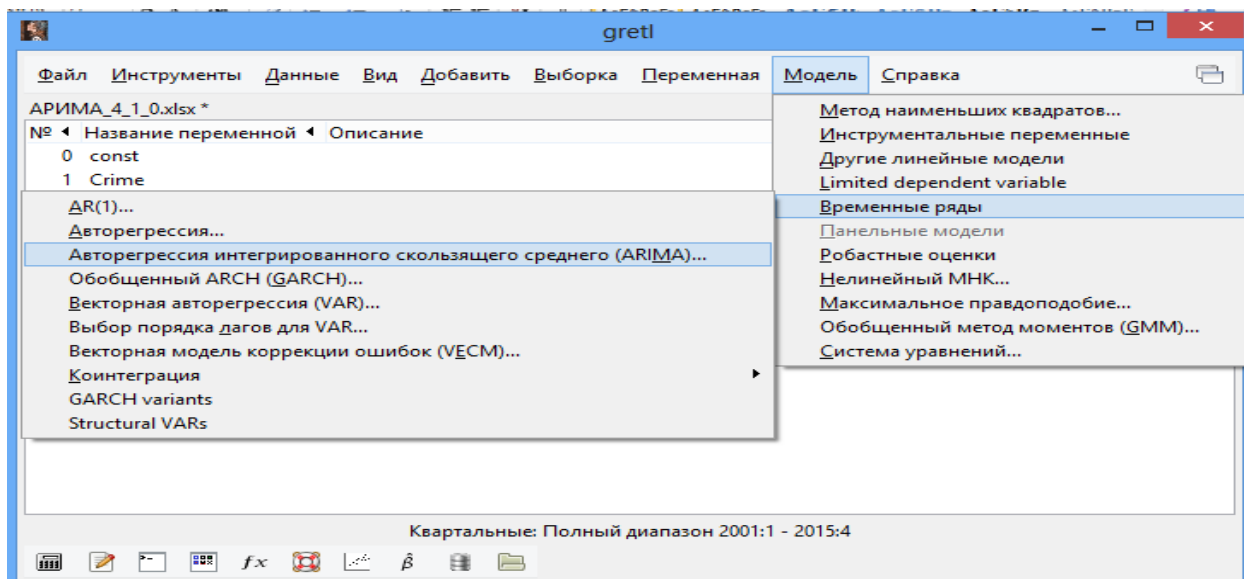 gretl
Файл Инструменты Данные Вид Добавить Выборка Переменная Модель Справка
АРИМА_4_1_0.xlsx *
№ Название переменной Описание
0 const
1 Crime
AR(1)...
Авторегрессия...
Авторегрессия интегрированного скользящего среднего (ARIMA)...
Обобщенный ARCH (GARCH)...
Векторная авторегрессия (VAR)...
Выбор порядка лагов для VAR...
Векторная модель коррекции ошибок (VECM)...
Коинтеграция
GARCH variants
Structural VARs
Метод наименьших квадратов...
Инструментальные переменные
Другие линейные модели
Limited dependent variable
Временные ряды
Панельные модели
Робастные оценки
Нелинейный МНК...
Максимальное правдоподобие...
Обобщенный метод моментов (GMM)...
Система уравнений...
Квартальные: Полный диапазон 2001:1 - 2015:4
fx
β̂